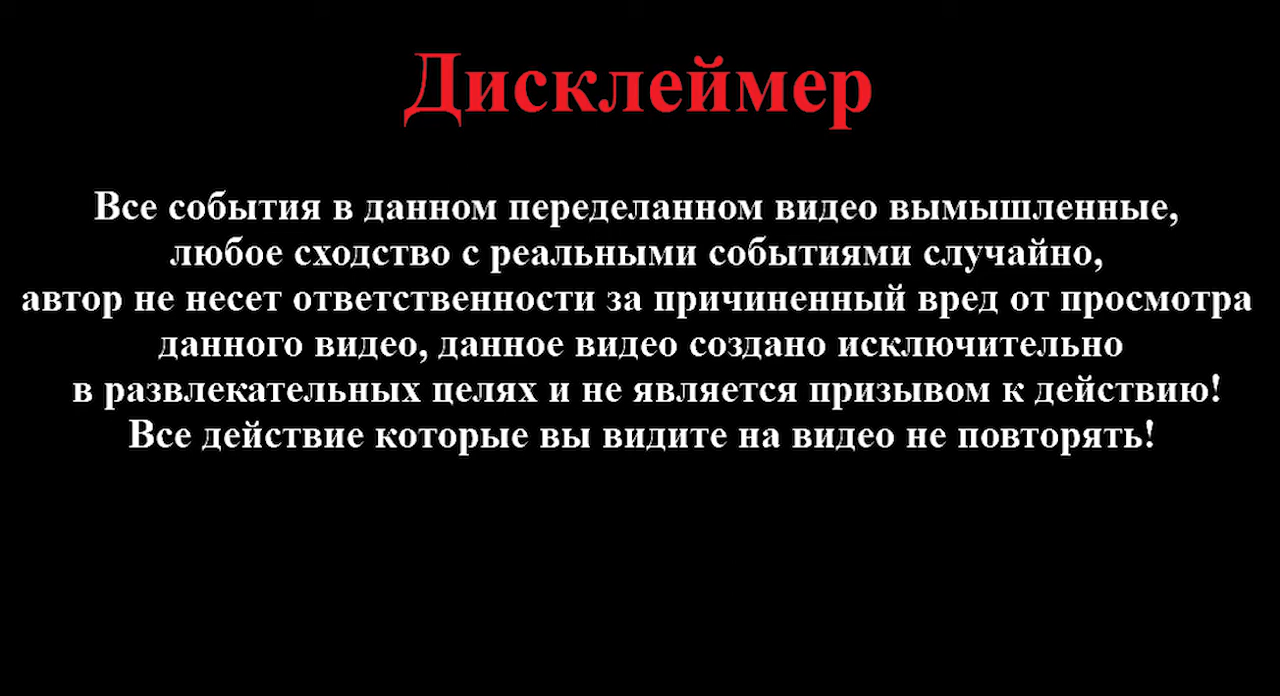 Дисклеймер
Все события в данном переделанном видео вымышленные,
любое сходство с реальными событиями случайно,
автор не несет ответственности за причиненный вред от просмотра
данного видео, данное видео создано исключительно
в развлекательных целях и не является призывом к действию!
Все действие которые вы видите на видео не повторять!